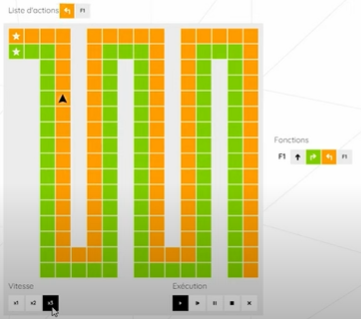 Liste d'actions F1
Fonctions
F1 F1
Vitesse Exécution
x1 x2 x3